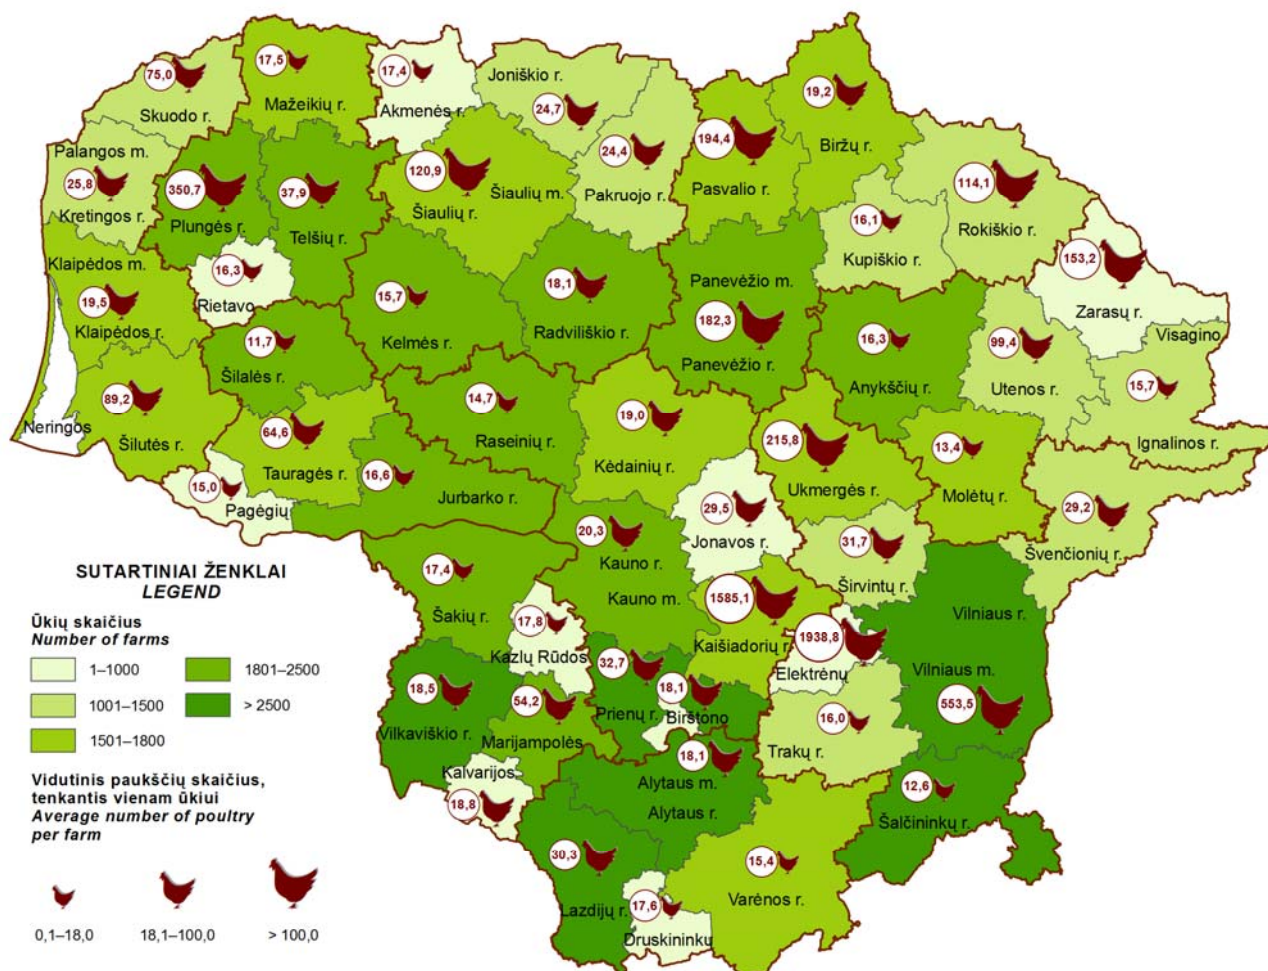 75,0
Skuodo r.
17,5
Mažeikių r.
17,4
Akmenės r.
Joniškio r.
24,7
24,4
Pakruojo r.
194,4
Pasvalio r.
19,2
Biržų r.
Palangos m.
25,8
Kretingos r.
350,7
Plungės r.
37,9
Telšių r.
120,9
Šiaulių m.
Šiaulių r.
16,1
Kupiškio r.
114,1
Rokiškio r.
153,2
Zarasų r.
Klaipėdos m.
19,5
Klaipėdos r.
16,3
Rietavo
15,7
Kelmės r.
18,1
Radviliškio r.
Panevėžio m.
182,3
Panevėžio r.
16,3
Anykščių r.
99,4
Utenos r.
Visagino
15,7
Ignalinos r.
11,7
Šilalės r.
89,2
Šilutės r.
Neringos
64,6
Tauragės r.
14,7
Raseinių r.
19,0
Kėdainių r.
215,8
Ukmergės r.
13,4
Molėtų r.
15,0
Pagėgių
16,6
Jurbarko r.
29,5
Jonavos r.
31,7
Širvintų r.
29,2
Švenčionių r.
20,3
Kauno r.
Kauno m.
17,4
Šakių r.
17,8
Kazlų Rūdos
1585,1
Kaišiadorių r.
1938,8
Elektrėnų
Vilniaus r.
Vilniaus m.
553,5
18,5
Vilkaviškio r.
54,2
Marijampolės
32,7
Prienų r.
18,1
Birštono
16,0
Trakų r.
Kalvarijos
18,8
18,1
Alytaus m.
Alytaus r.
12,6
Šalčininkų r.
30,3
Lazdijų r.
17,6
Druskininku
15,4
Varėnos r.
SUTARTINIAI ŽENKLAI
LEGEND
Ūkių skaičius
Number of farms
1–1000
1001–1500
1501–1800
1801–2500
> 2500
Vidutinis paukščių skaičius,
tenkantis vienam ūkiui
Average number of poultry
per farm
0,1–18,0
18,1–100,0
> 100,0